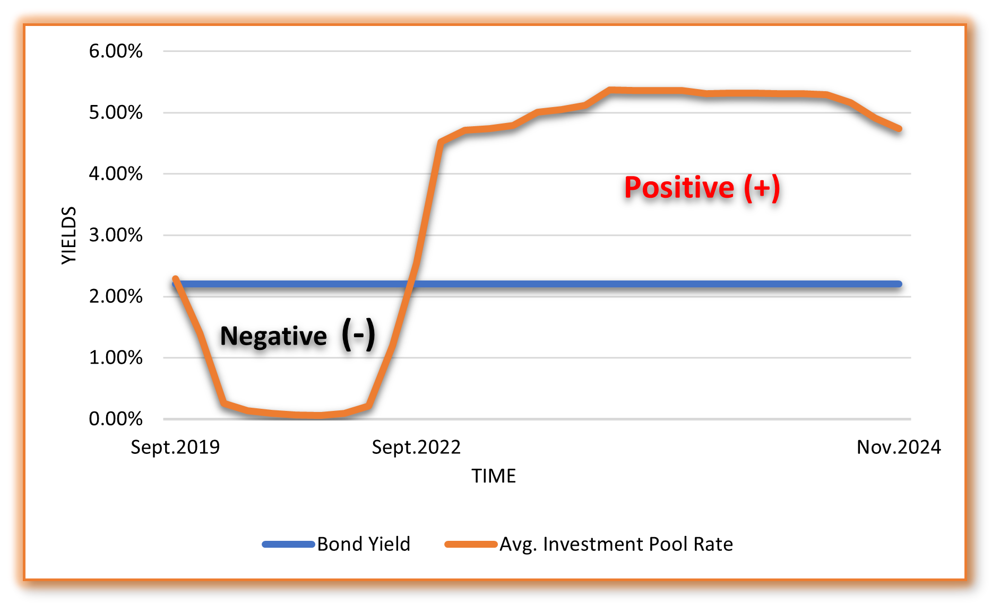 6.00%
5.00%
4.00%
Positive (+)
3.00%
YIELDS
2.00%
Negative (-)
1.00%
0.00%
Sept.2019 Sept.2022 Nov.2024
TIME
Bond Yield Avg. Investment Pool Rate